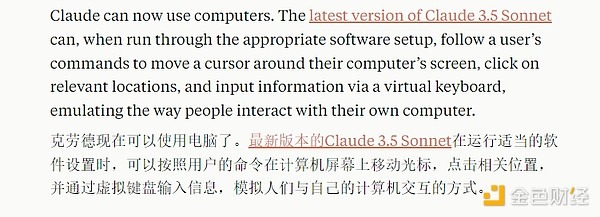 Claude can now use computers. The latest version of Claude 3.5 Sonnet
can, when run through the appropriate software setup, follow a user’s
commands to move a cursor around their computer’s screen, click on
relevant locations, and input information via a virtual keyboard,
emulating the way people interact with their own computer.
克劳德现在可以使用电脑了。最新版本的Claude 3.5 Sonnet在运行适当的软
件设置时，可以按照用户的命令在计算机屏幕上移动光标，点击相关位置，
并通过虚拟键盘输入信息，模拟人们与自己的计算机交互的方式。
金色财经